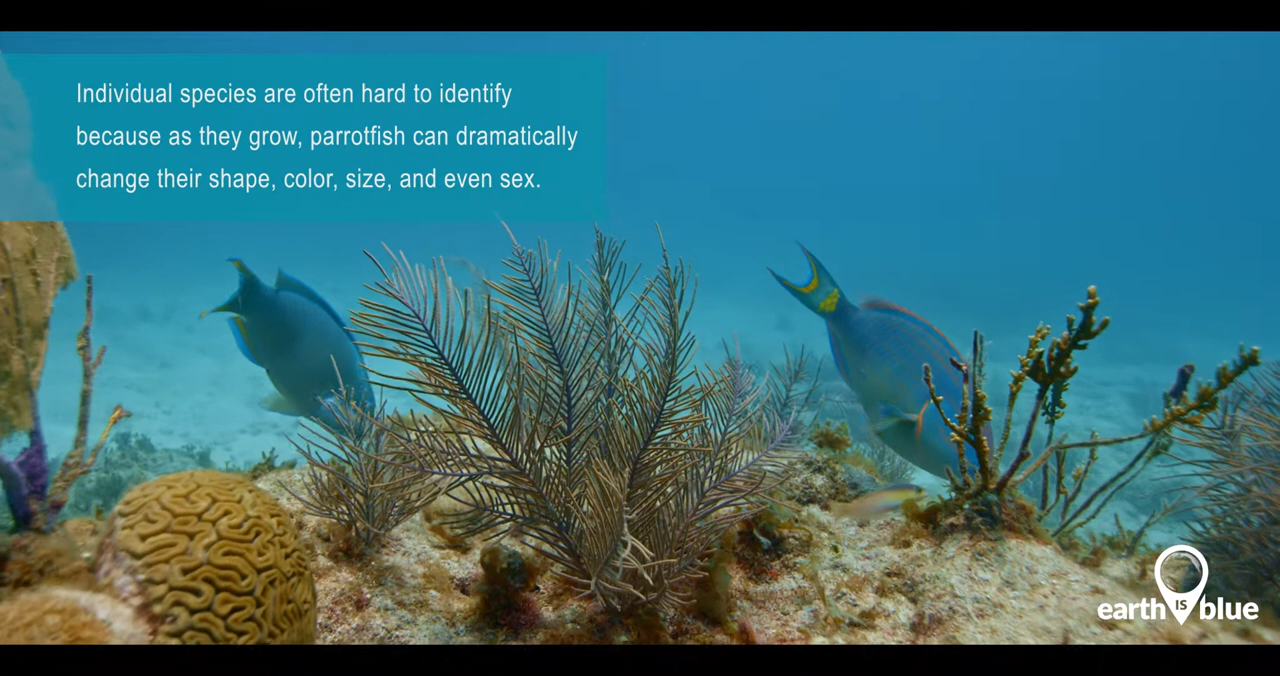 Individual species are often hard to identify
because as they grow, parrotfish can dramatically
change their shape, color, size, and even sex.
earth IS blue